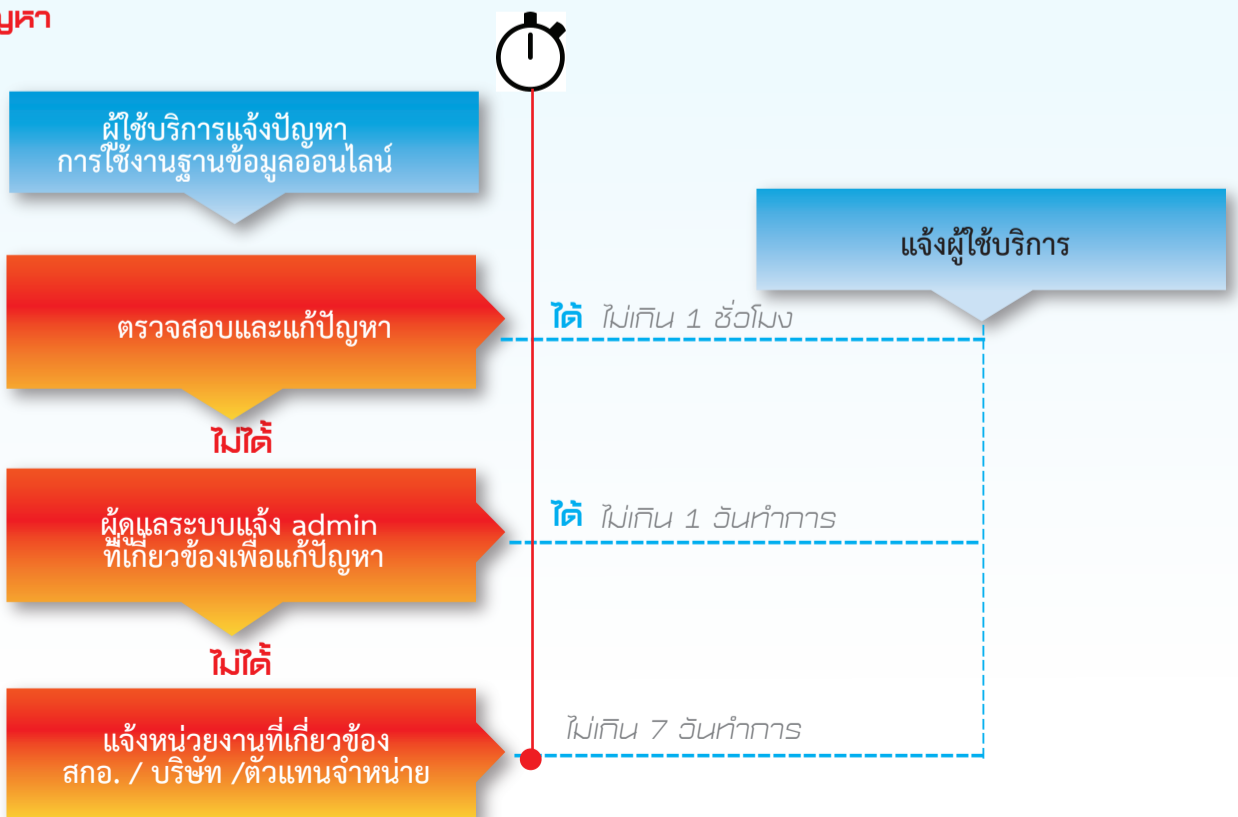 ผู้ใช้บริการแจ้งปัญหา
การใช้งานฐานข้อมูลออนไลน์
แจ้งผู้ใช้บริการ
ตรวจสอบและแก้ปัญหา
ได้ ไม่เกิน 1 ชั่วโมง
ไม่ได้
ผู้ดูแลระบบแจ้ง admin
ที่เกี่ยวข้องเพื่อแก้ปัญหา
ได้ ไม่เกิน 1 วันทำการ
ไม่ได้
แจ้งหน่วยงานที่เกี่ยวข้อง
สกอ. / บริษัท /ตัวแทนจำหน่าย
ไม่เกิน 7 วันทำการ